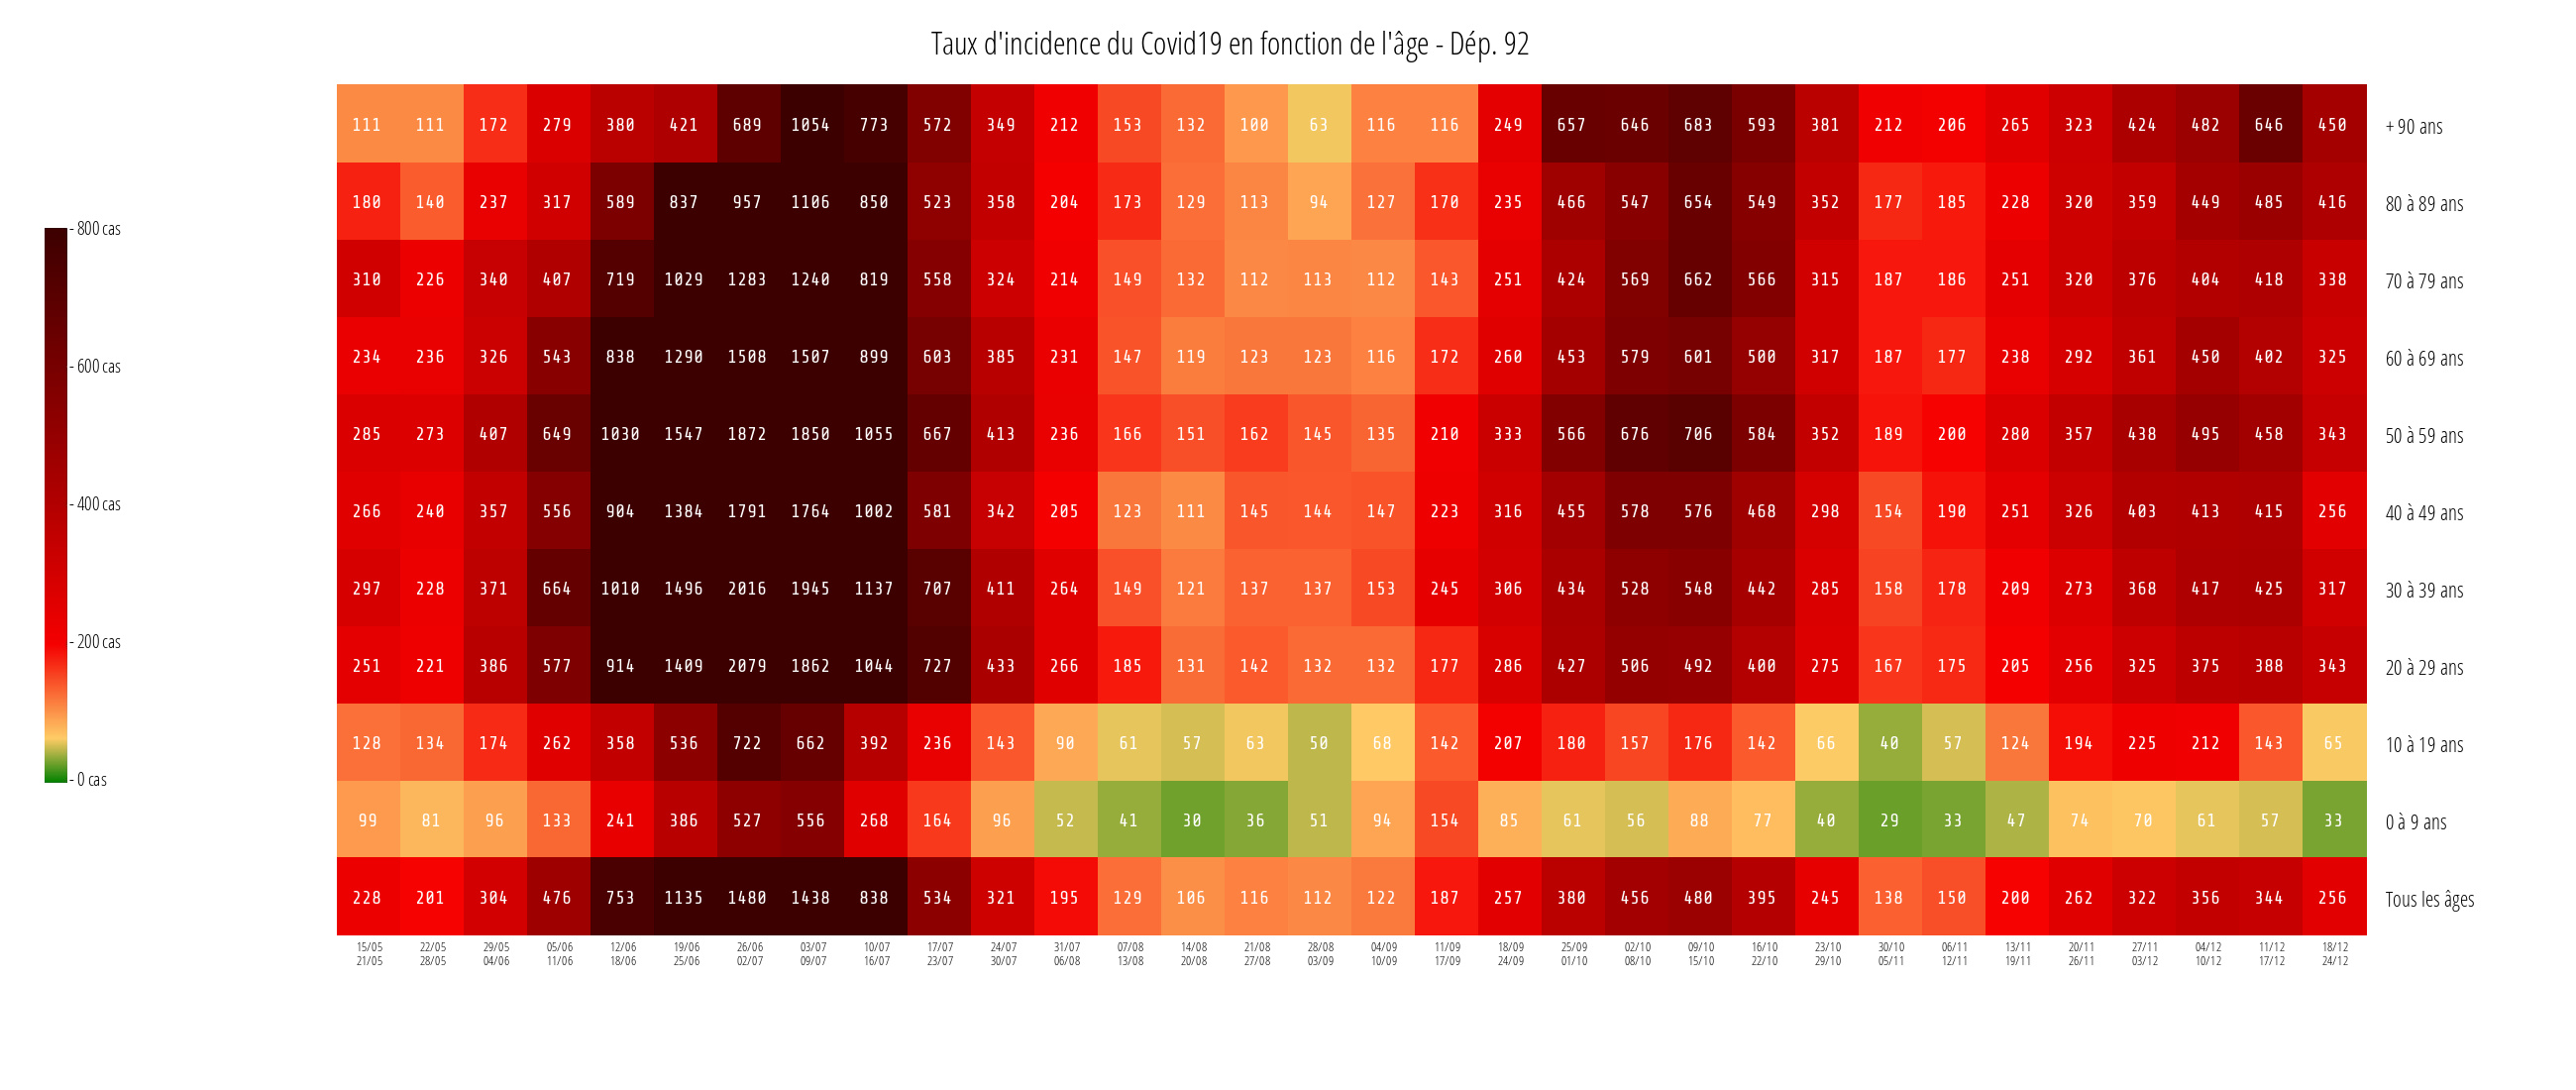 Taux d'incidence du Covid19 en fonction de l'âge - Dép. 92
- 800 cas
- 600 cas
- 400 cas
- 200 cas
- 0 cas
111 111 172 279 380 421 689 1054 773 572 349 212 153 132 100 63 116 116 249 657 646 683 593 381 212 206 265 323 424 482 646 450 + 90 ans
180 140 237 317 589 837 957 1106 850 523 358 204 173 129 113 94 127 170 235 466 547 654 549 352 177 185 228 320 359 449 485 416 80 à 89 ans
310 226 340 407 719 1029 1283 1240 819 558 324 214 149 132 112 113 112 143 251 424 569 662 566 315 187 186 251 320 376 404 418 338 70 à 79 ans
234 236 326 543 838 1290 1508 1507 899 603 385 231 147 119 123 123 116 172 260 453 579 601 500 317 187 177 238 292 361 450 402 325 60 à 69 ans
285 273 407 649 1030 1547 1872 1850 1055 667 413 236 166 151 162 145 135 210 333 566 676 706 584 352 189 200 280 357 438 495 458 343 50 à 59 ans
266 240 357 556 904 1384 1791 1764 1002 581 342 205 123 111 145 144 147 223 316 455 578 576 468 298 154 190 251 326 403 413 415 256 40 à 49 ans
297 228 371 664 1010 1496 2016 1945 1137 707 411 264 149 121 137 137 153 245 306 434 528 548 442 285 158 178 209 273 368 417 425 317 30 à 39 ans
251 221 386 577 914 1409 2079 1862 1044 727 433 266 185 131 142 132 132 177 286 427 506 492 400 275 167 175 205 256 325 375 388 343 20 à 29 ans
128 134 174 262 358 536 722 662 392 236 143 90 61 57 63 50 68 142 207 180 157 176 142 66 40 57 124 194 225 212 143 65 10 à 19 ans
99 81 96 133 241 386 527 556 268 164 96 52 41 30 36 51 94 154 85 61 56 88 77 40 29 33 47 74 70 61 57 33 0 à 9 ans
228 201 304 476 753 1135 1480 1438 838 534 321 195 129 106 116 112 122 187 257 380 456 480 395 245 138 150 200 262 322 356 344 256 Tous les âges
15/05 22/05 29/05 05/06 12/06 19/06 26/06 03/07 10/07 17/07 24/07 31/07 07/08 14/08 21/08 28/08 04/09 11/09 18/09 25/09 02/10 09/10 16/10 23/10 30/10 06/11 13/11 20/11 27/11 04/12 11/12 18/12
21/05 28/05 04/06 11/06 18/06 25/06 02/07 09/07 16/07 23/07 30/07 06/08 13/08 20/08 27/08 03/09 10/09 17/09 24/09 01/10 08/10 15/10 22/10 29/10 05/11 12/11 19/11 26/11 03/12 10/12 17/12 24/12